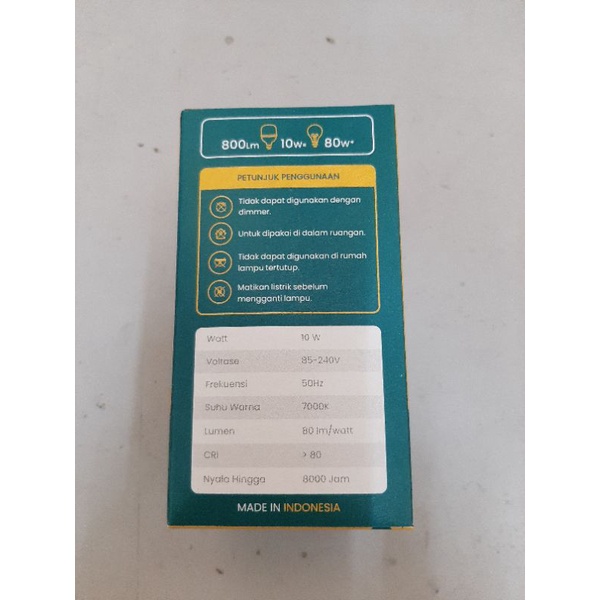 800Lm 10W= 80W*
PETUNJUK PENGGUNAAN
Tidak dapat digunakan dengan
dimmer.
Untuk dipakai di dalam ruangan.
Tidak dapat digunakan di rumah
lampu tertutup.
Matikan listrik sebelum
mengganti lampu.
Watt 10 W
Voltase 85-240V
Frekuensi 50Hz
Suhu Warna 7000K
Lumen 80 lm/watt
CRI > 80
Nyala Hingga 8000 Jam
MADE IN INDONESIA